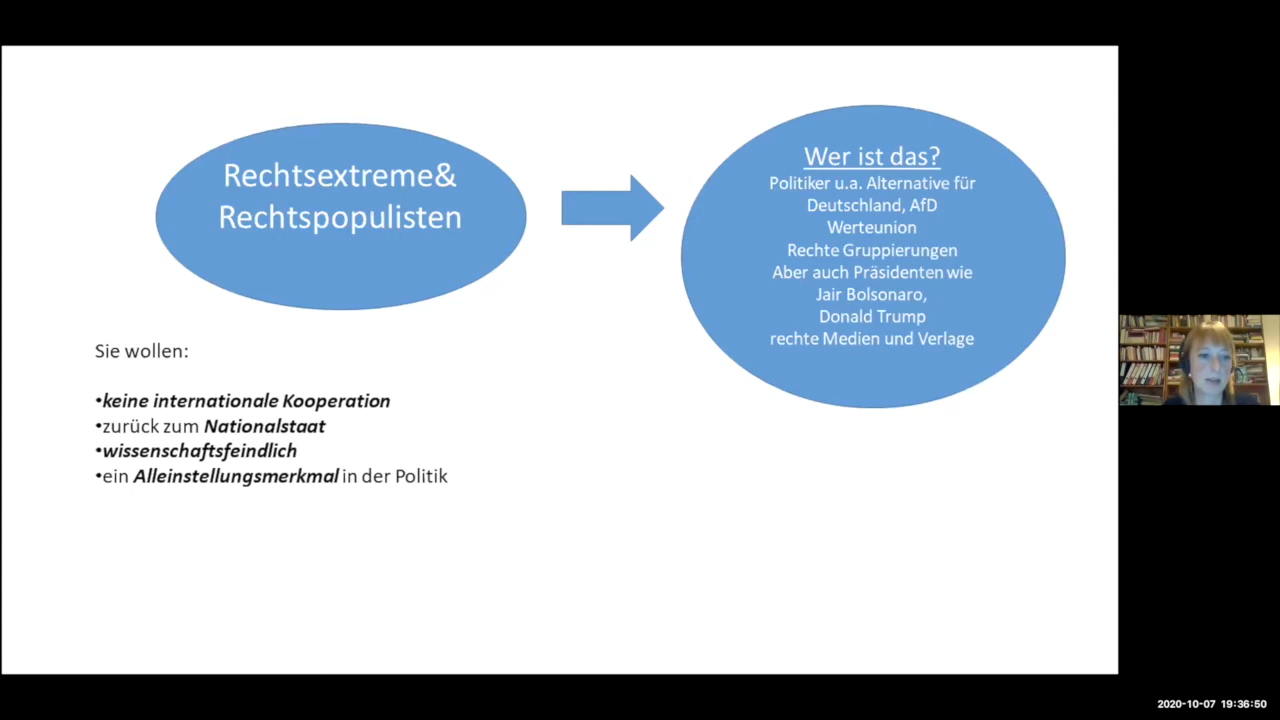 Rechtsextreme&
Rechtspopulisten
Wer ist das?
Politiker u.a. Alternative für
Deutschland, AfD
Werteunion
Rechte Gruppierungen
Aber auch Präsidenten wie
Jair Bolsonaro,
Donald Trump
rechte Medien und Verlage
Sie wollen:
•keine internationale Kooperation
•zurück zum Nationalstaat
•wissenschaftsfeindlich
•ein Alleinstellungsmerkmal in der Politik
2020-10-07 19:36:50